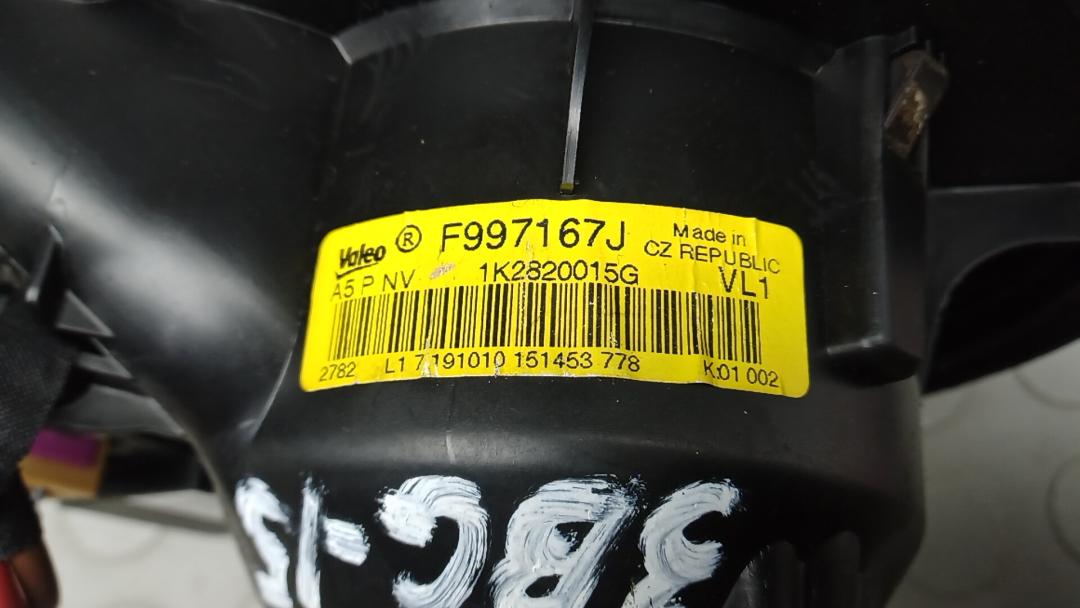 Valeo ® F997167J Made in
CZ REPUBLIC
A5 P NV 1K2820015G VL1
2782 L1 7 191010 151453 778 K:01 002